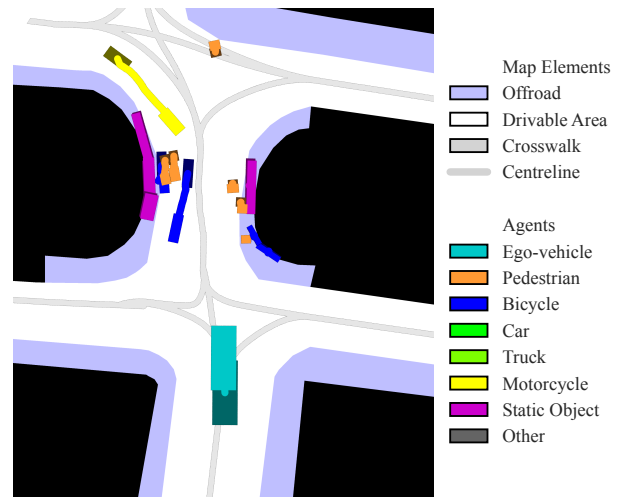 Map Elements
Offroad
Drivable Area
Crosswalk
Centreline
Agents
Ego-vehicle
Pedestrian
Bicycle
Car
Truck
Motorcycle
Static Object
Other